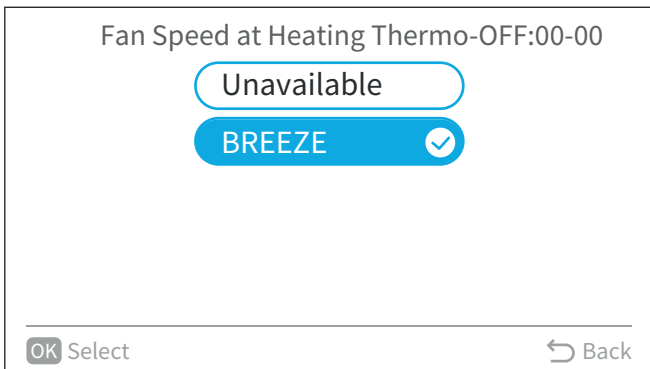 Fan Speed at Heating Thermo-OFF:00-00
Unavailable
BREEZE
OK Select
Back